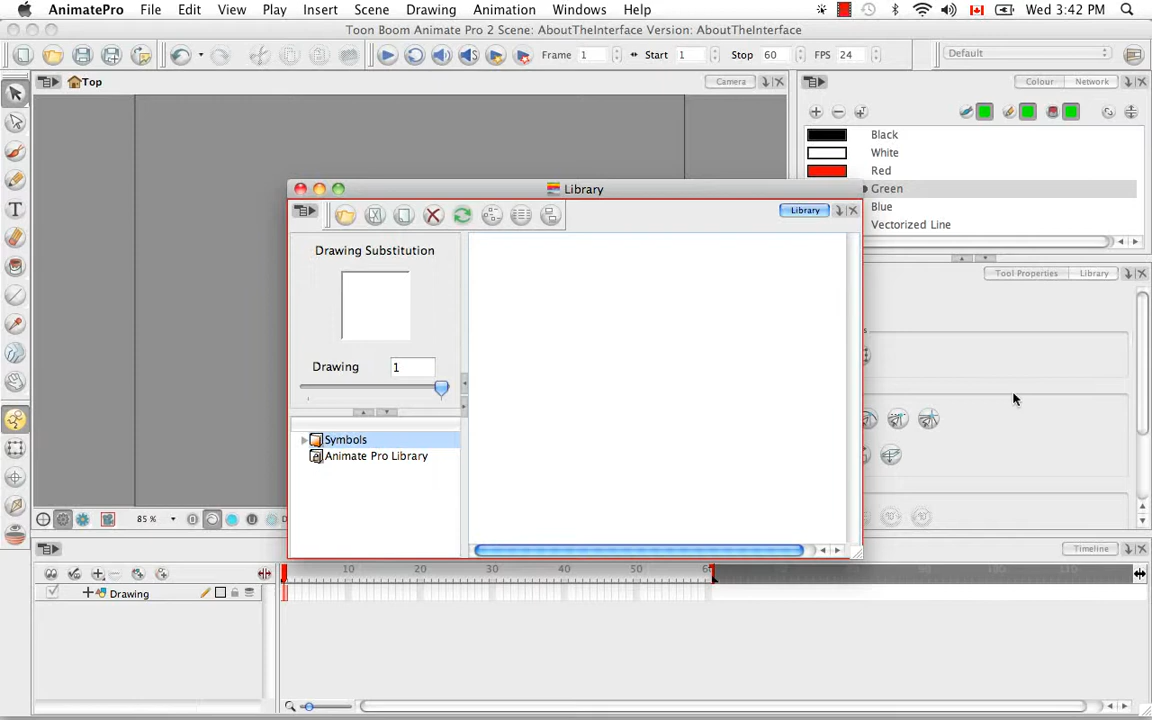 AnimatePro File Edit View Play Insert Scene Drawing Animation Windows Help Wed 3:42 PM
Toon Boom Animate Pro 2 Scene: AboutTheInterface Version: AboutTheInterface
Frame 1 Start 1 Stop 60 FPS 24 Default
Top Camera Colour Network
Black
White
Red
Green
Blue
Vectorized Line
Library
Library
Tool Properties Library
Drawing Substitution
Drawing 1
Symbols
Animate Pro Library
85 %
Timeline
10 20 30 40 50
Drawing